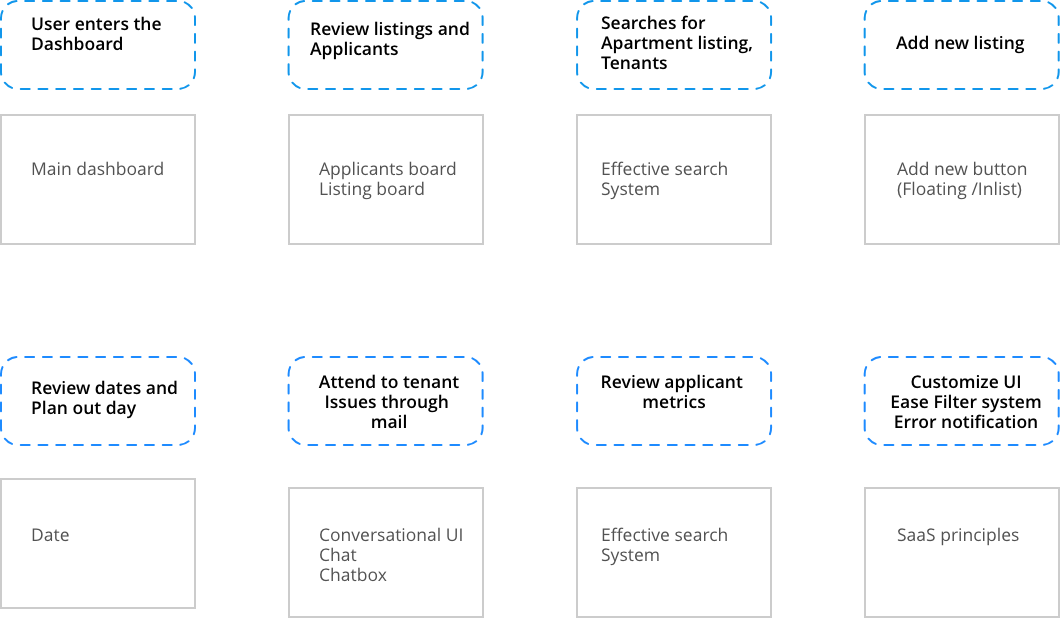 User enters the
Dashboard
Review listings and
Applicants
Searches for
Apartment listing,
Tenants
Add new listing
Main dashboard
Applicants board
Listing board
Effective search
System
Add new button
(Floating /Inlist)
Review dates and
Plan out day
Attend to tenant
Issues through
mail
Review applicant
metrics
Customize UI
Ease Filter system
Error notification
Date
Conversational UI
Chat
Chatbox
Effective search
System
SaaS principles